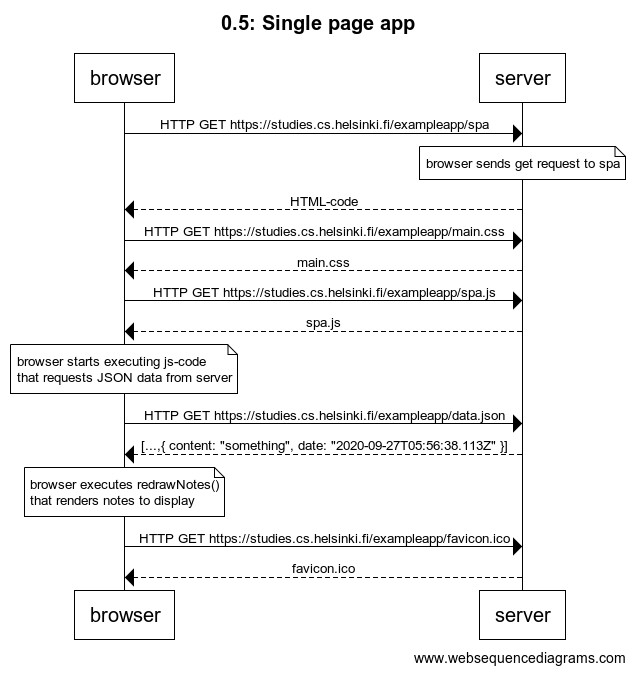 0.5: Single page app
browser
server
HTTP GET https://studies.cs.helsinki.fi/exampleapp/spa
browser sends get request to spa
HTML-code
HTTP GET https://studies.cs.helsinki.fi/exampleapp/main.css
main.css
HTTP GET https://studies.cs.helsinki.fi/exampleapp/spa.js
spa.js
browser starts executing js-code
that requests JSON data from server
HTTP GET https://studies.cs.helsinki.fi/exampleapp/data.json
[...,{ content: "something", date: "2020-09-27T05:56:38.113Z" }]
browser executes redrawNotes()
that renders notes to display
HTTP GET https://studies.cs.helsinki.fi/exampleapp/favicon.ico
favicon.ico
browser
server
www.websequencediagrams.com